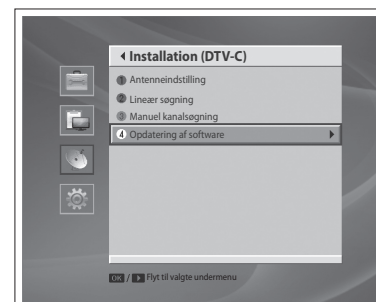 Installation (DTV-C)
1 Antenneindstilling
2 Lineær søgning
3 Manuel kanalsøgning
4 Opdatering af software
OK / Flyt til valgte undermenu